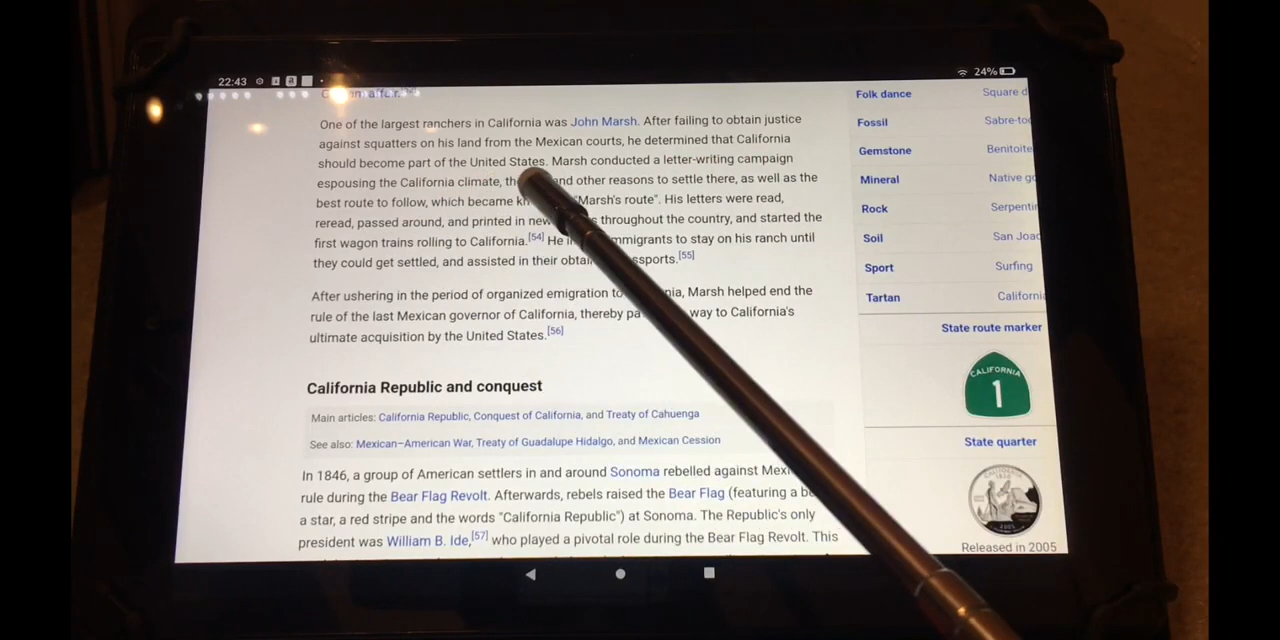 22:43
24%
One of the largest ranchers in California was John Marsh. After failing to obtain justice
against squatters on his land from the Mexican courts, he determined that California
should become part of the United States. Marsh conducted a letter-writing campaign
espousing the California climate, and other reasons to settle there, as well as the
best route to follow, which became "Marsh's route". His letters were read,
reread, passed around, and printed in throughout the country, and started the
first wagon trains rolling to California.[54] He immigrants to stay on his ranch until
they could get settled, and assisted in their [55]
After ushering in the period of organized emigration to Marsh helped end the
rule of the last Mexican governor of California, thereby way to California's
ultimate acquisition by the United States.[56]
California Republic and conquest
Main articles: California Republic, Conquest of California, and Treaty of Cahuenga
See also: Mexican–American War, Treaty of Guadalupe Hidalgo, and Mexican Cession
In 1846, a group of American settlers in and around Sonoma rebelled against
rule during the Bear Flag Revolt. Afterwards, rebels raised the Bear Flag (featuring a
a star, a red stripe and the words "California Republic") at Sonoma. The Republic's only
president was William B. Ide,[57] who played a pivotal role during the Bear Flag Revolt. This
Folk dance Square
Fossil
Gemstone Benitoite
Mineral Native
Rock
Soil San
Sport Surfing
Tartan California
State route marker
CALIFORNIA
1
State quarter
Released in 2005